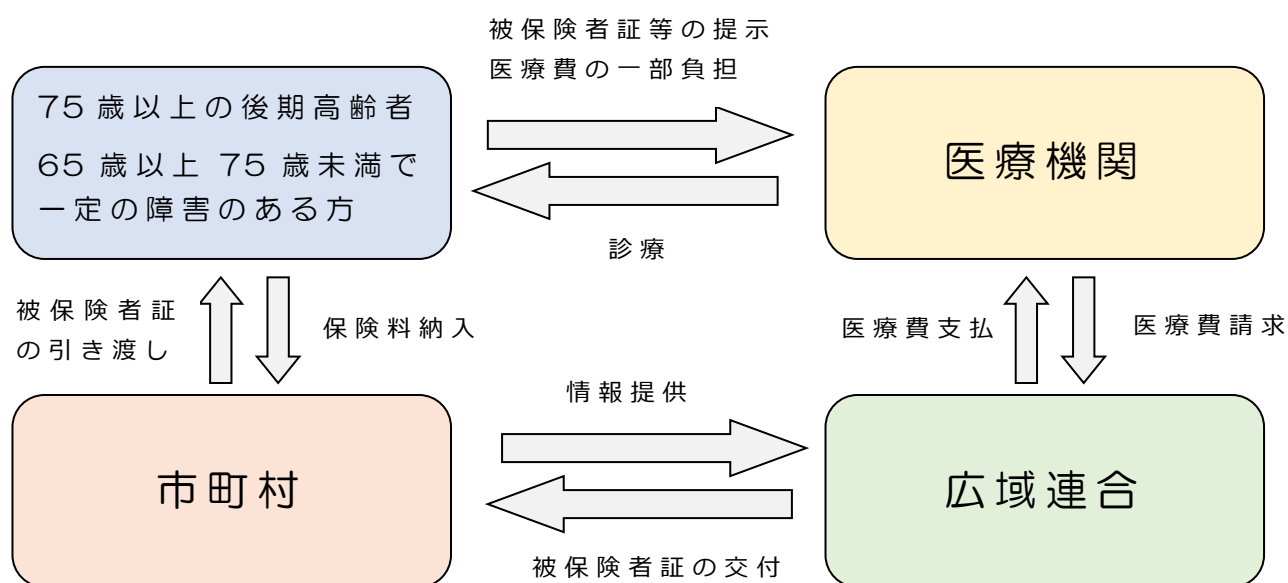 被保険者証等の提示
医療費の一部負担
75歳以上の後期高齢者
65歳以上75歳未満で
一定の障害のある方
医療機関
診療
被保険者証
の引き渡し
保険料納入
医療費支払
医療費請求
情報提供
市町村
広域連合
被保険者証の交付